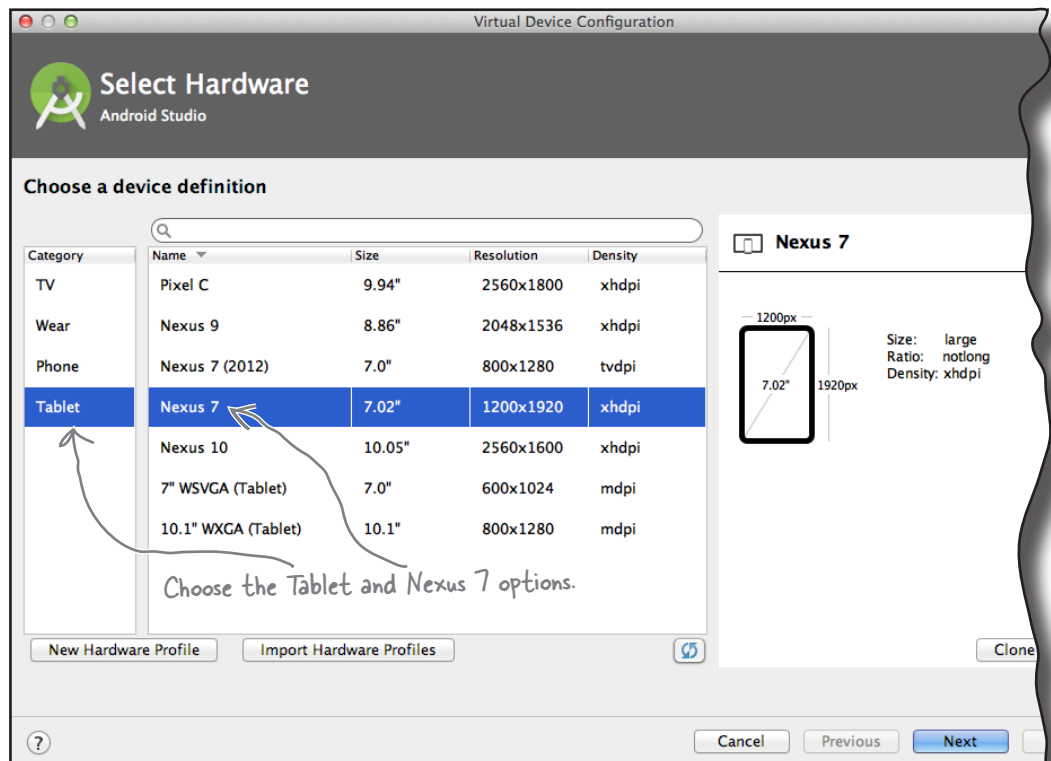 Virtual Device Configuration
Select Hardware
Android Studio
Choose a device definition
Category Name Size Resolution Density
TV Pixel C 9.94" 2560x1800 xhdpi
Wear Nexus 9 8.86" 2048x1536 xhdpi
Phone Nexus 7 (2012) 7.0" 800x1280 tvdpi
Tablet Nexus 7 7.02" 1200x1920 xhdpi
Nexus 10 10.05" 2560x1600 xhdpi
7" WSVGA (Tablet) 7.0" 600x1024 mdpi
10.1" WXGA (Tablet) 10.1" 800x1280 mdpi
Choose the Tablet and Nexus 7 options.
Nexus 7
1200px
7.02" 1920px
Size: large
Ratio: notlong
Density: xhdpi
New Hardware Profile Import Hardware Profiles Clone
? Cancel Previous Next